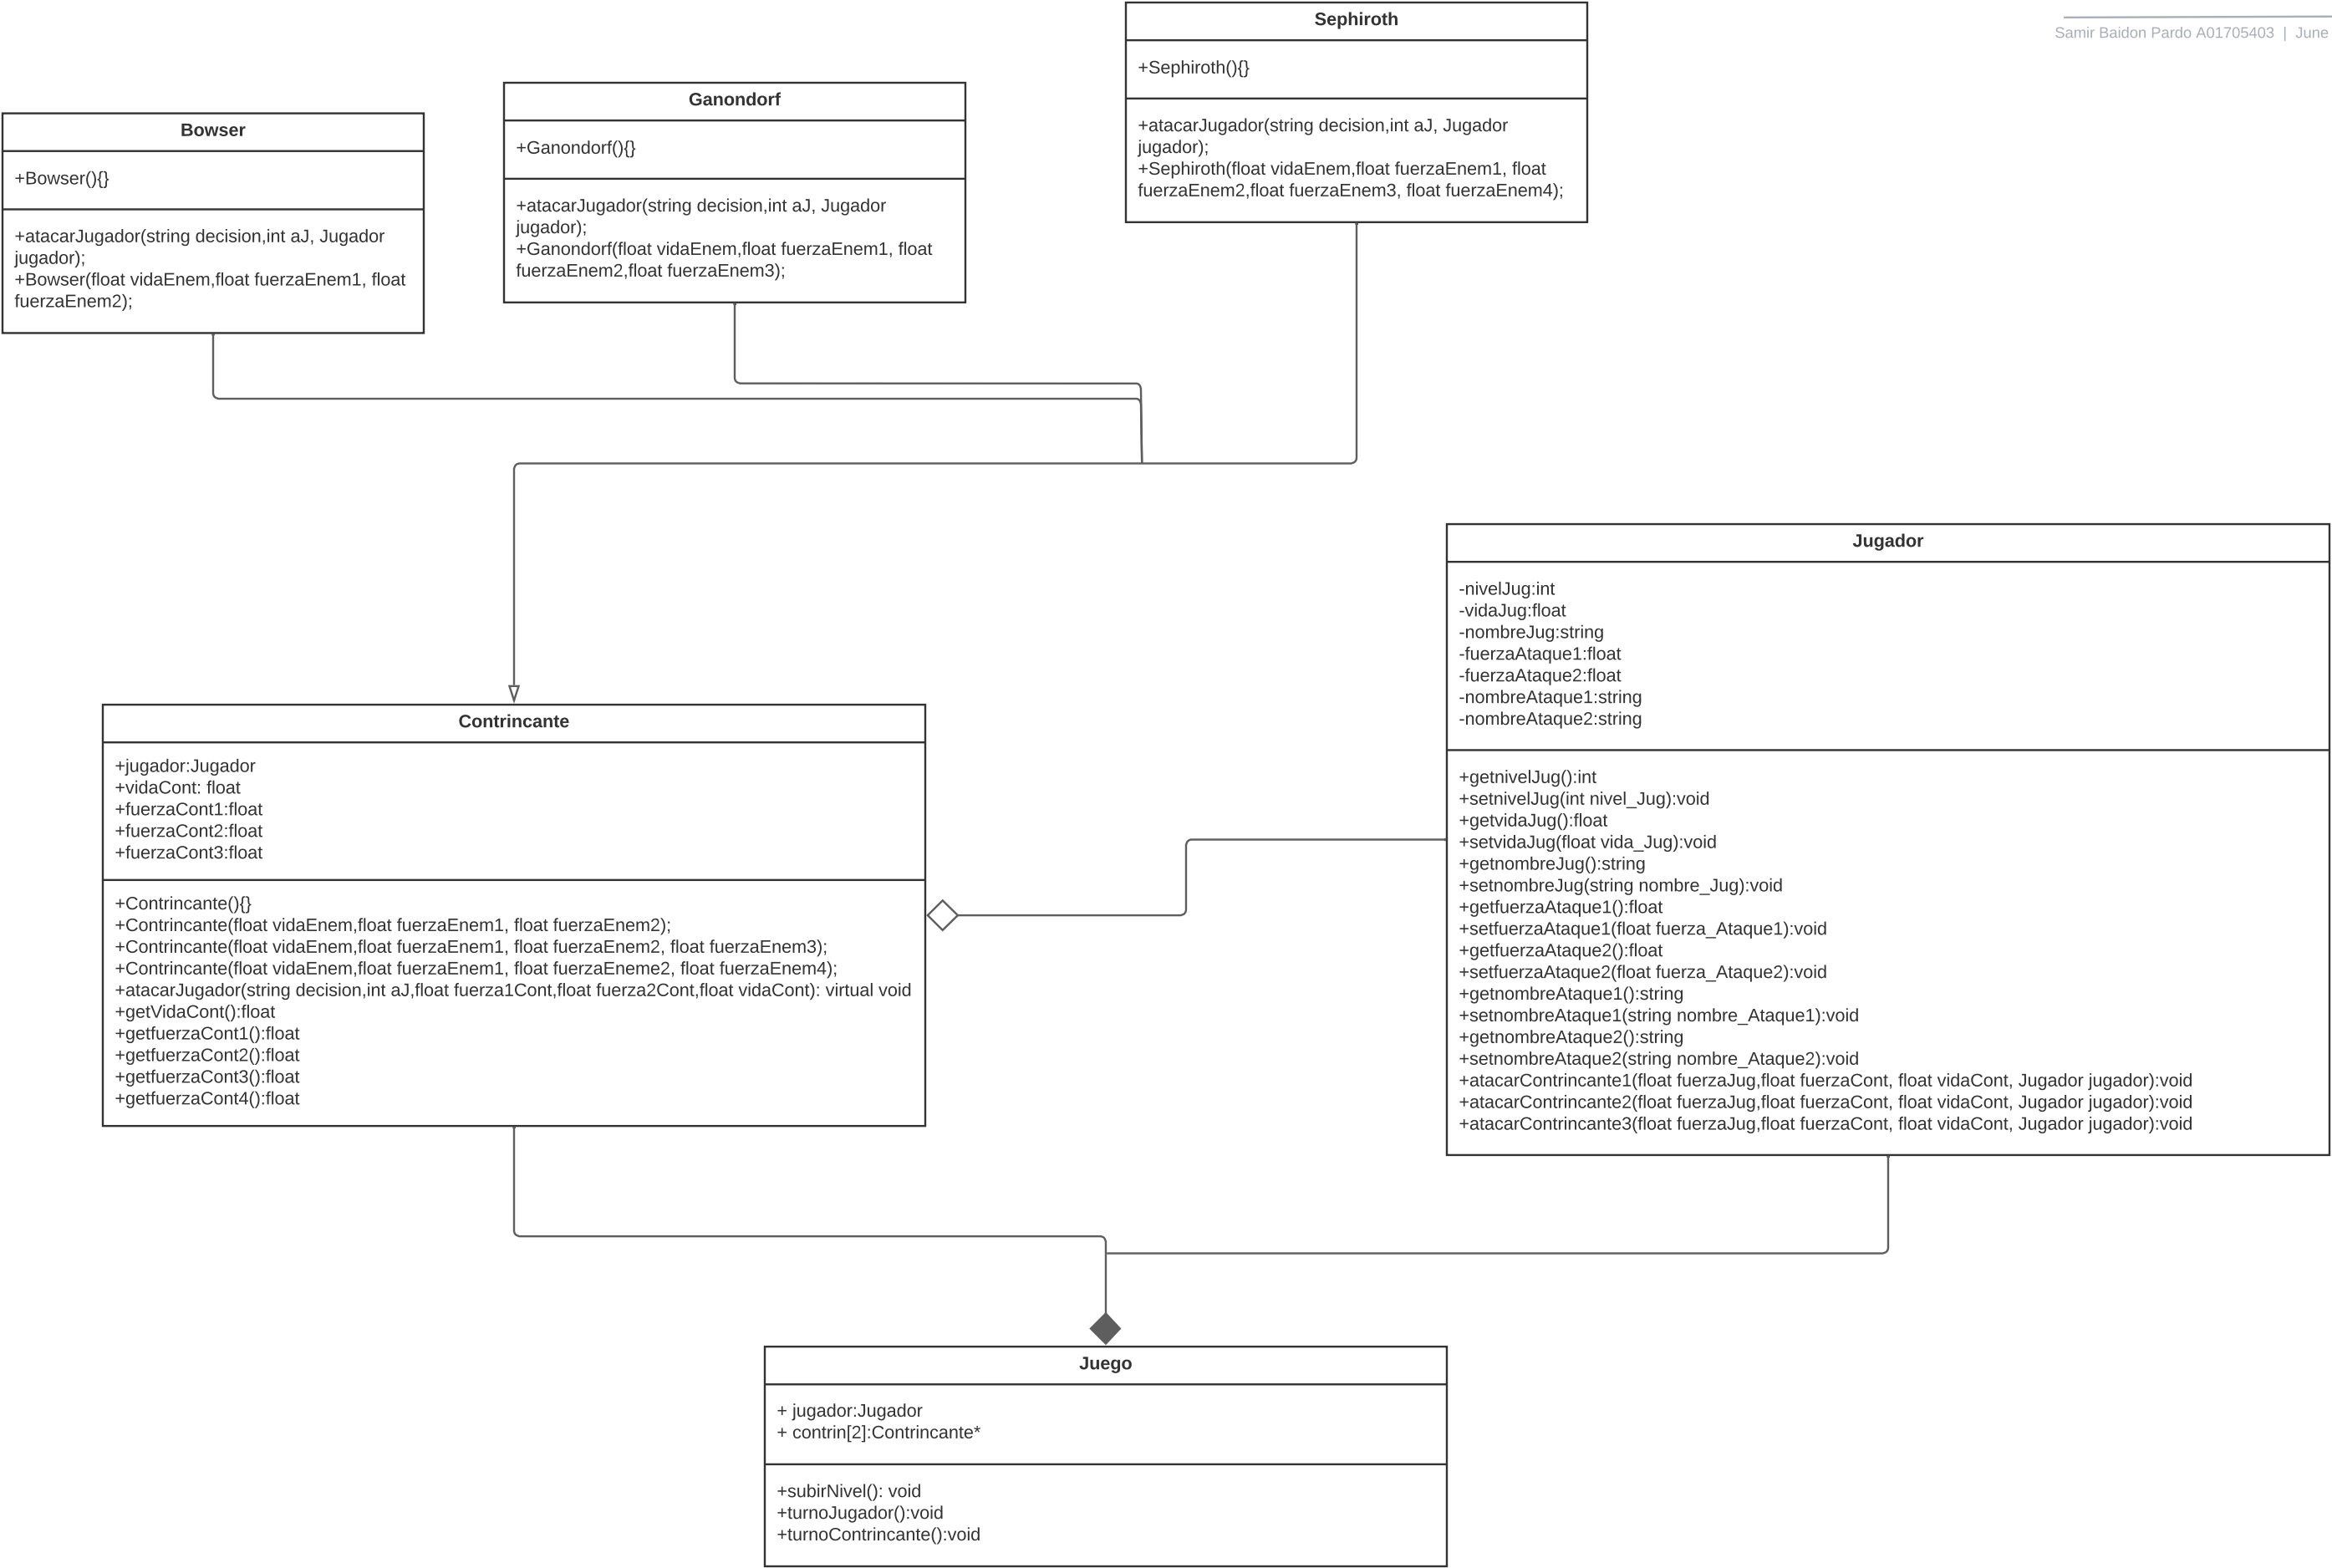 Sephiroth
+Sephiroth(){}
+atacarJugador(string decision,int aJ, Jugador
jugador);
+Sephiroth(float vidaEnem,float fuerzaEnem1, float
fuerzaEnem2,float fuerzaEnem3, float fuerzaEnem4);
Samir Baidon Pardo A01705403 | June
Ganondorf
+Ganondorf(){}
+atacarJugador(string decision,int aJ, Jugador
jugador);
+Ganondorf(float vidaEnem,float fuerzaEnem1, float
fuerzaEnem2,float fuerzaEnem3);
Bowser
+Bowser(){}
+atacarJugador(string decision,int aJ, Jugador
jugador);
+Bowser(float vidaEnem,float fuerzaEnem1, float
fuerzaEnem2);
Jugador
-nivelJug:int
-vidaJug:float
-nombreJug:string
-fuerzaAtaque1:float
-fuerzaAtaque2:float
-nombreAtaque1:string
-nombreAtaque2:string
+getnivelJug():int
+setnivelJug(int nivel_Jug):void
+getvidaJug():float
+setvidaJug(float vida_Jug):void
+getnombreJug():string
+setnombreJug(string nombre_Jug):void
+getfuerzaAtaque1():float
+setfuerzaAtaque1(float fuerza_Ataque1):void
+getfuerzaAtaque2():float
+setfuerzaAtaque2(float fuerza_Ataque2):void
+getnombreAtaque1():string
+setnombreAtaque1(string nombre_Ataque1):void
+getnombreAtaque2():string
+setnombreAtaque2(string nombre_Ataque2):void
+atacarContrincante1(float fuerzaJug,float fuerzaCont, float vidaCont, Jugador jugador):void
+atacarContrincante2(float fuerzaJug,float fuerzaCont, float vidaCont, Jugador jugador):void
+atacarContrincante3(float fuerzaJug,float fuerzaCont, float vidaCont, Jugador jugador):void
Contrincante
+jugador:Jugador
+vidaCont: float
+fuerzaCont1:float
+fuerzaCont2:float
+fuerzaCont3:float
+Contrincante(){}
+Contrincante(float vidaEnem,float fuerzaEnem1, float fuerzaEnem2);
+Contrincante(float vidaEnem,float fuerzaEnem1, float fuerzaEnem2, float fuerzaEnem3);
+Contrincante(float vidaEnem,float fuerzaEnem1, float fuerzaEneme2, float fuerzaEnem4);
+atacarJugador(string decision,int aJ,float fuerza1Cont,float fuerza2Cont,float vidaCont): virtual void
+getVidaCont():float
+getfuerzaCont1():float
+getfuerzaCont2():float
+getfuerzaCont3():float
+getfuerzaCont4():float
Juego
+ jugador:Jugador
+ contrin[2]:Contrincante*
+subirNivel(): void
+turnoJugador():void
+turnoContrincante():void